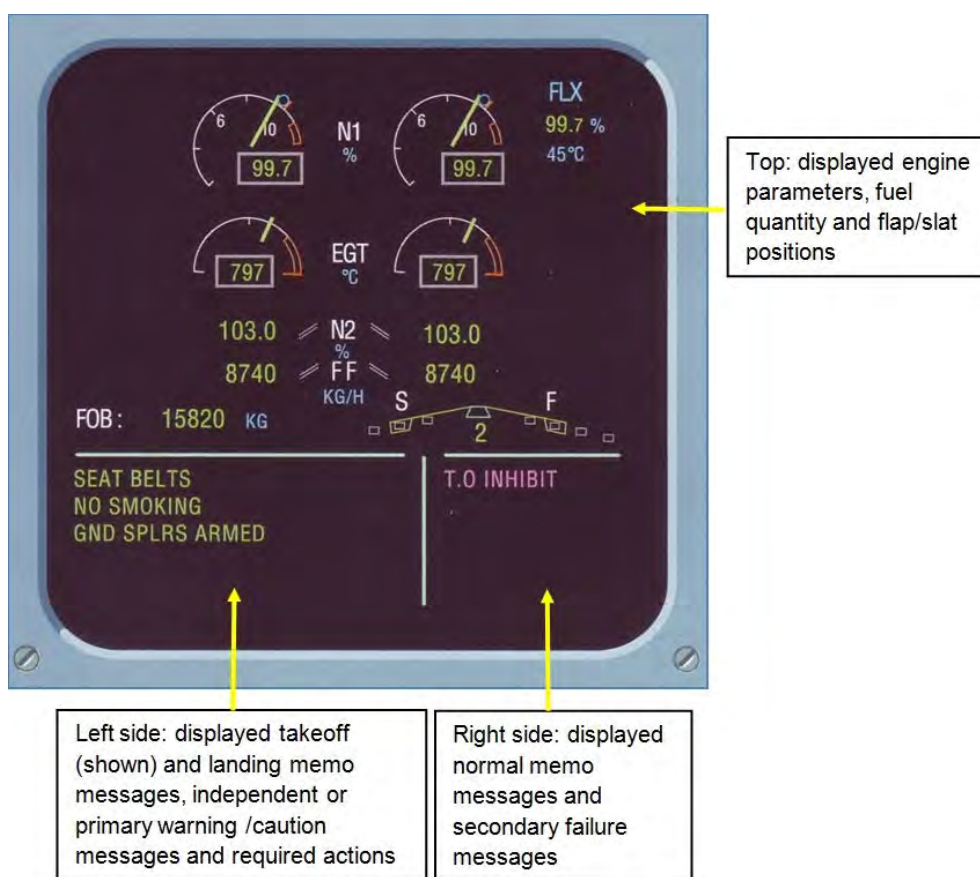 FLX
6 10 N1 6 10 99.7 %
99.7 % 99.7 45°C
Top: displayed engine
parameters, fuel
quantity and flap/slat
positions
EGT
797 °C 797
103.0 N2 103.0
%
8740 FF 8740
KG/H
FOB: 15820 KG S F
2
SEAT BELTS
NO SMOKING
GND SPLRS ARMED
T.O INHIBIT
Left side: displayed takeoff
(shown) and landing memo
messages, independent or
primary warning /caution
messages and required actions
Right side: displayed
normal memo
messages and
secondary failure
messages